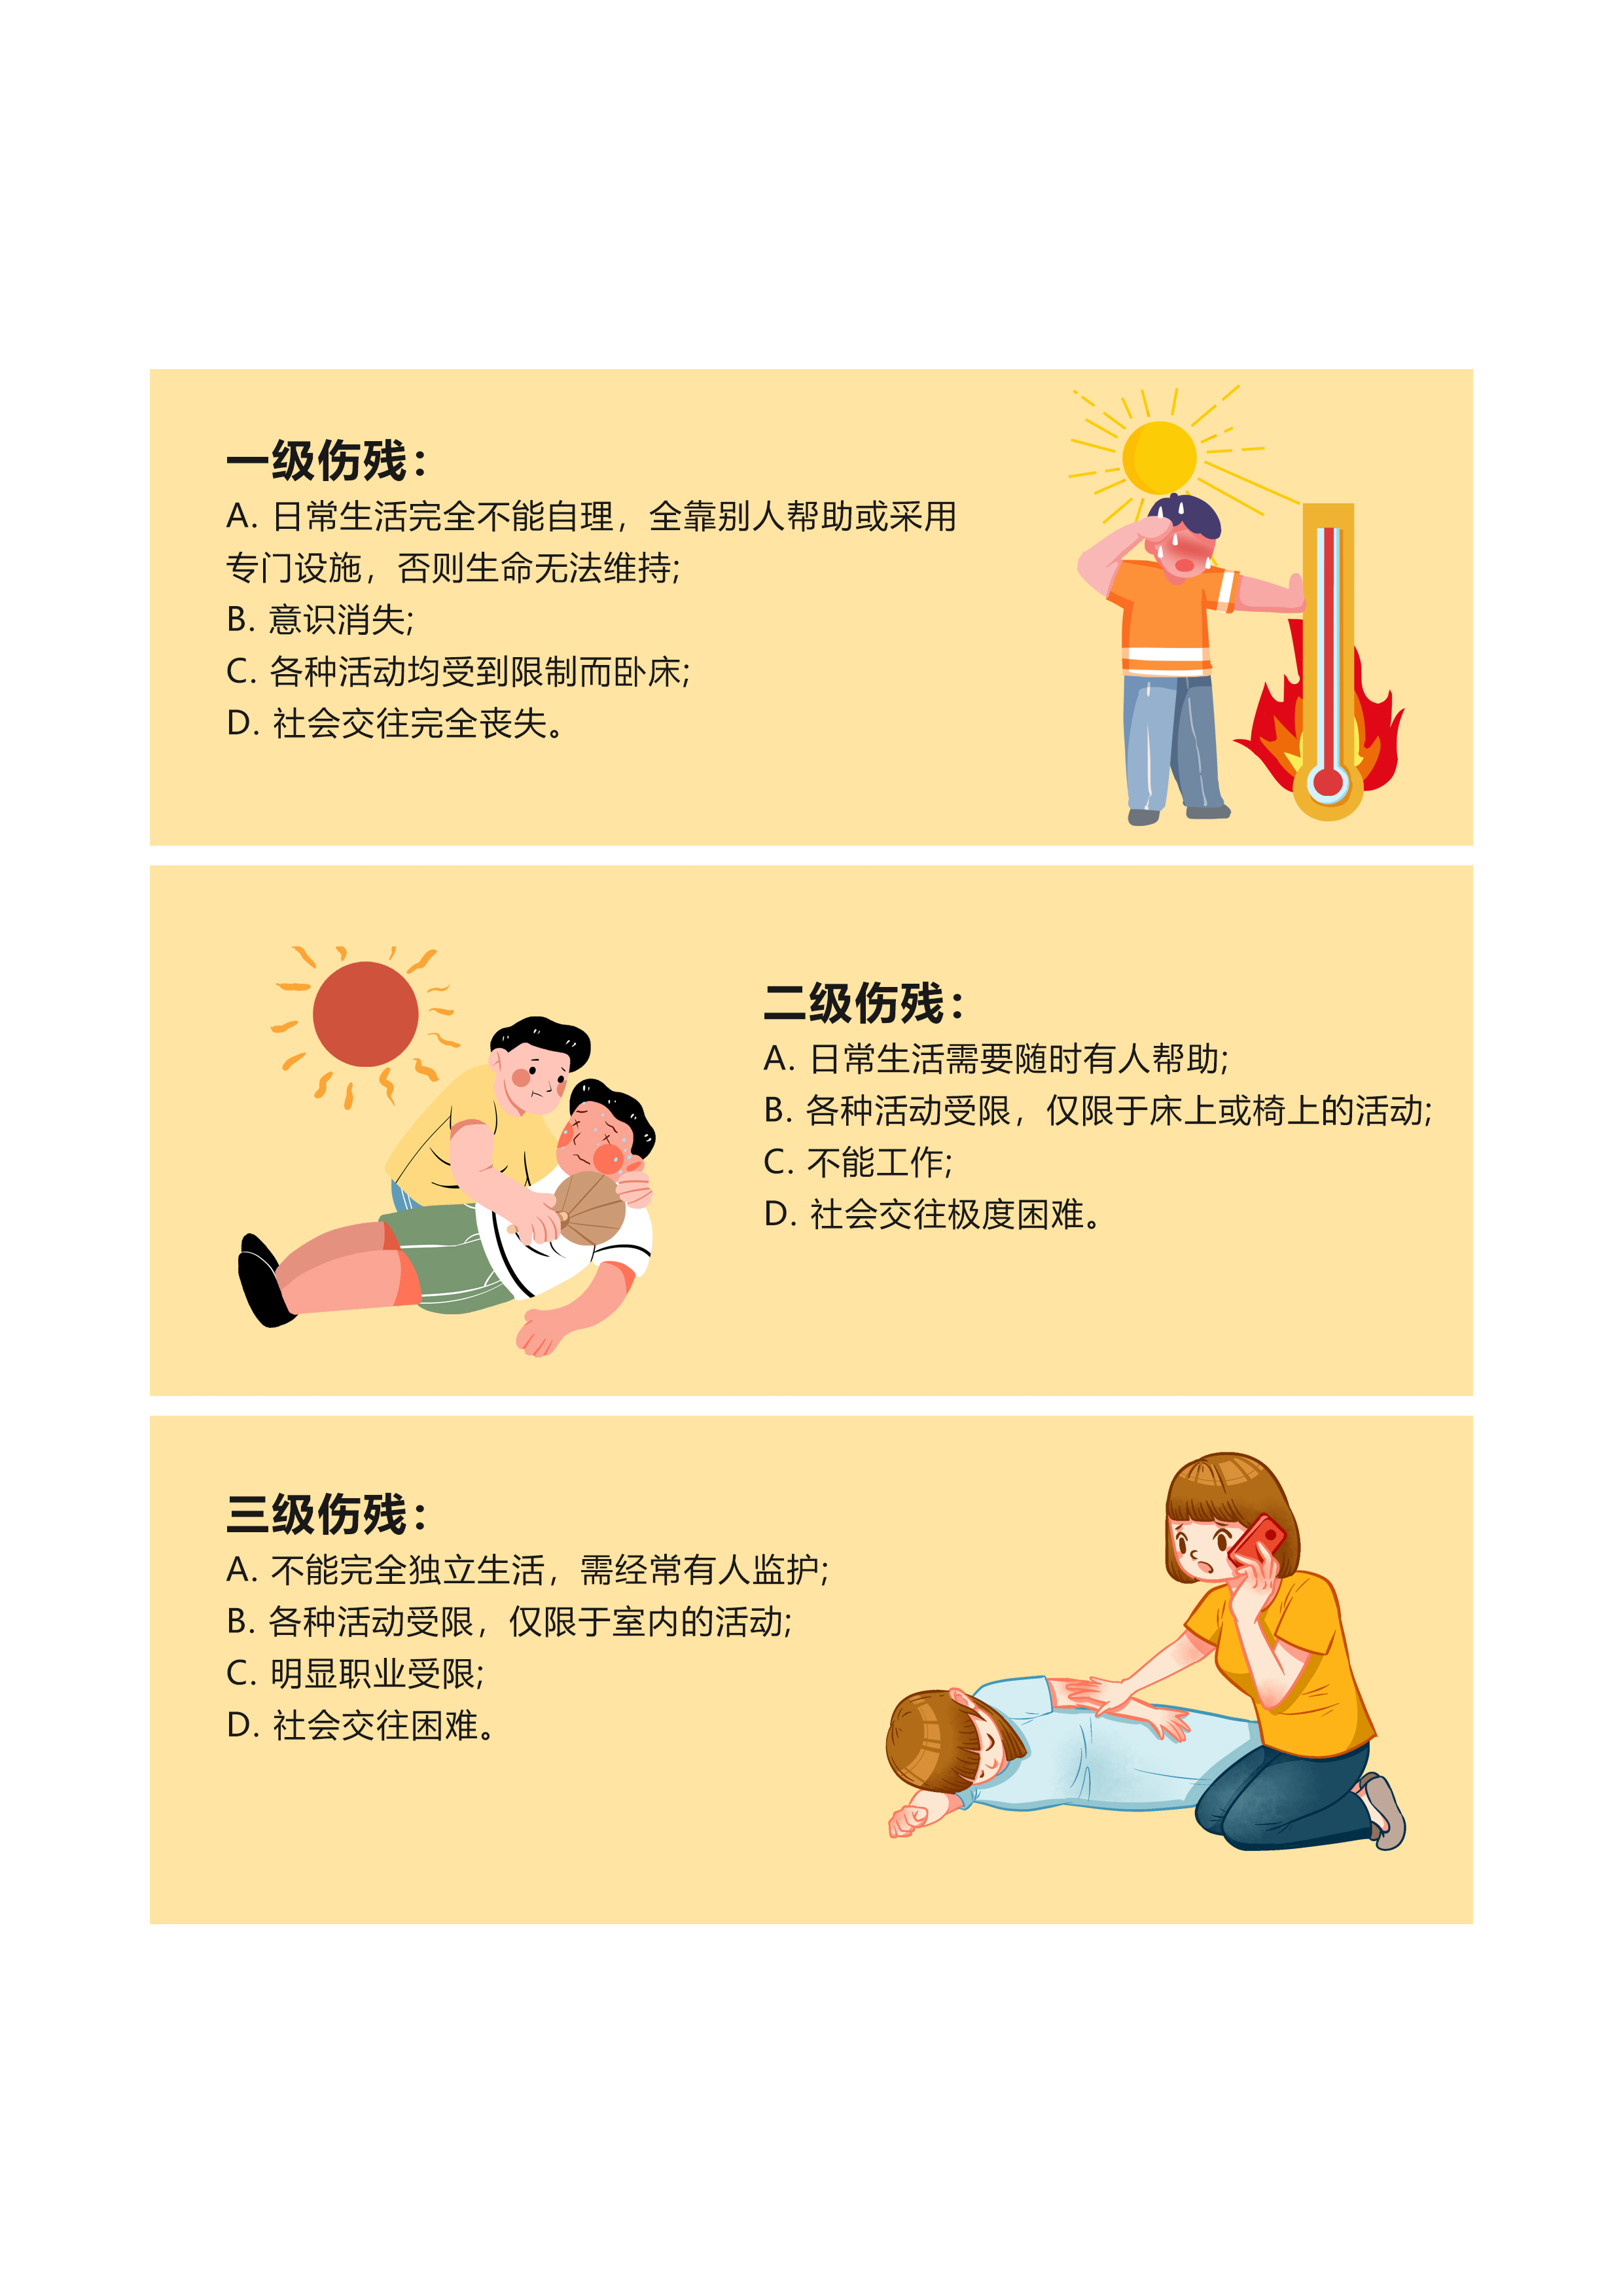 一级伤残：
A. 日常生活完全不能自理，全靠别人帮助或采用
专门设施，否则生命无法维持;
B. 意识消失;
C. 各种活动均受到限制而卧床;
D. 社会交往完全丧失。
二级伤残：
A. 日常生活需要随时有人帮助;
B. 各种活动受限，仅限于床上或椅上的活动;
C. 不能工作;
D. 社会交往极度困难。
三级伤残：
A. 不能完全独立生活，需经常有人监护;
B. 各种活动受限，仅限于室内的活动;
C. 明显职业受限;
D. 社会交往困难。